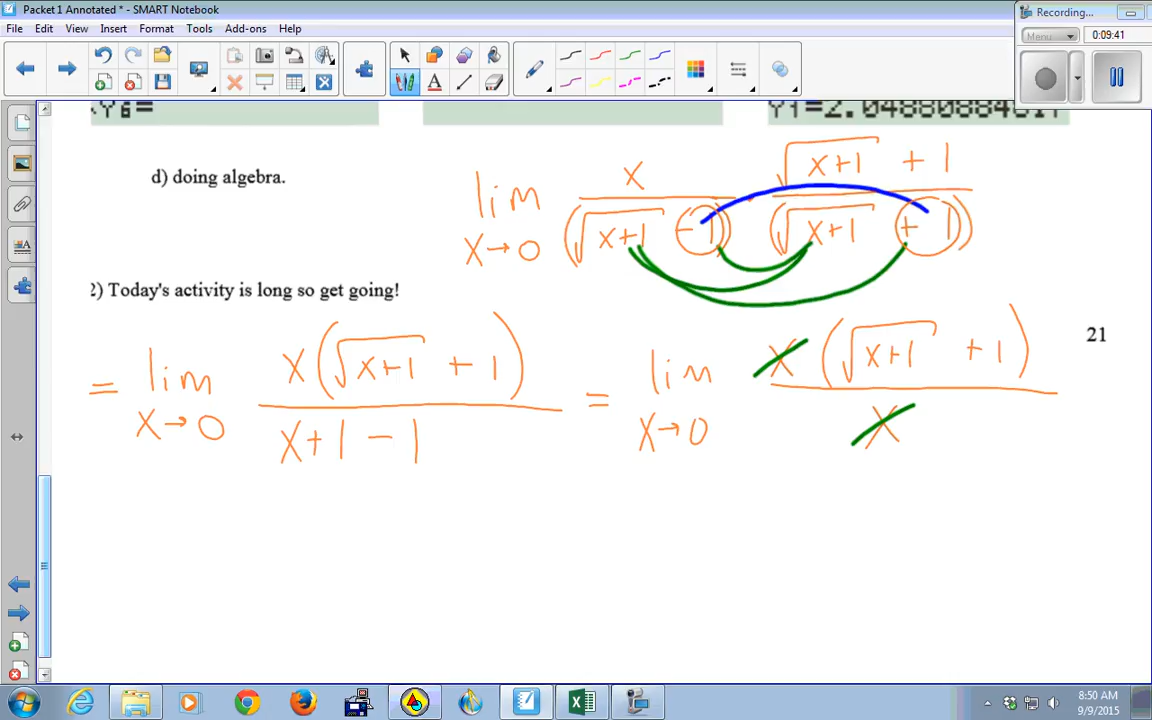 Packet 1 Annotated * - SMART Notebook
Recording...
File Edit View Insert Format Tools Add-ons Help
Menu
0:09:41
Y1=2.0488088481
d) doing algebra.
lim x→0 x/((√(x+1) - 1) · (√(x+1) + 1)/(√(x+1) + 1))
2) Today's activity is long so get going!
21
= lim x→0 x(√(x+1) + 1)/(x+1-1) = lim x→0 x(√(x+1) + 1)/x
8:50 AM
9/9/2015